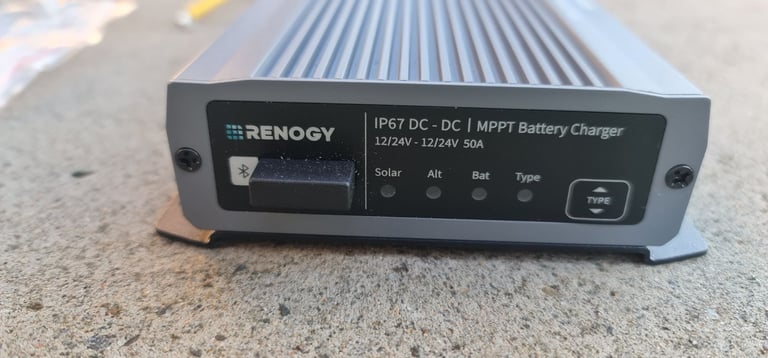 RENOGY
IP67 DC - DC | MPPT Battery Charger
12/24V - 12/24V 50A
Solar Alt Bat Type
TYPE